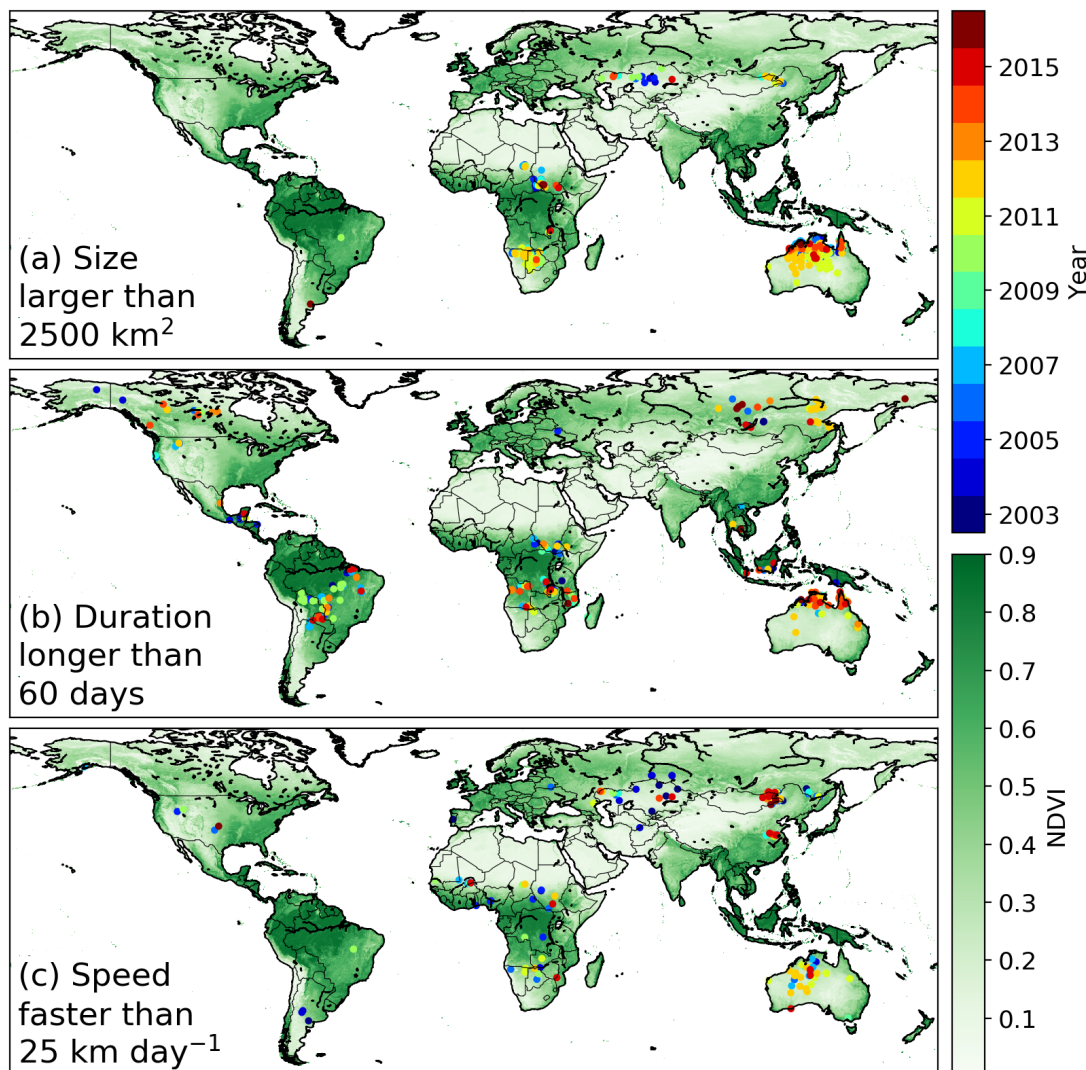 (a) Size
larger than
2500 km²
(b) Duration
longer than
60 days
(c) Speed
faster than
25 km day⁻¹
2015
2013
2011
2009
2007
2005
2003
Year
0.9
0.8
0.7
0.6
0.5
0.4
0.3
0.2
0.1
NDVI